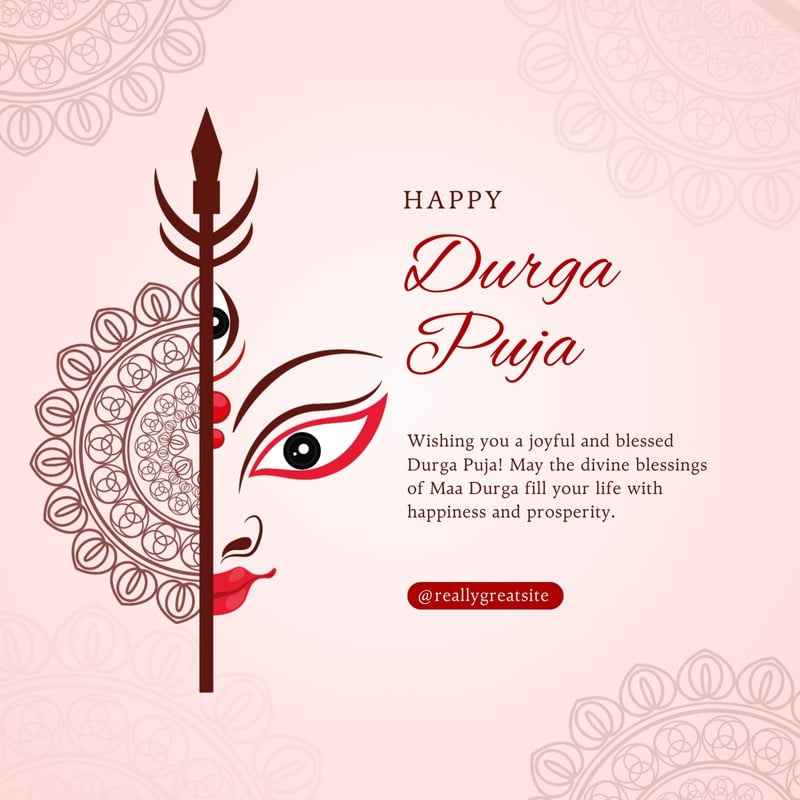 HAPPY
Durga
Puja
Wishing you a joyful and blessed
Durga Puja! May the divine blessings
of Maa Durga fill your life with
happiness and prosperity.
@reallygreatsite